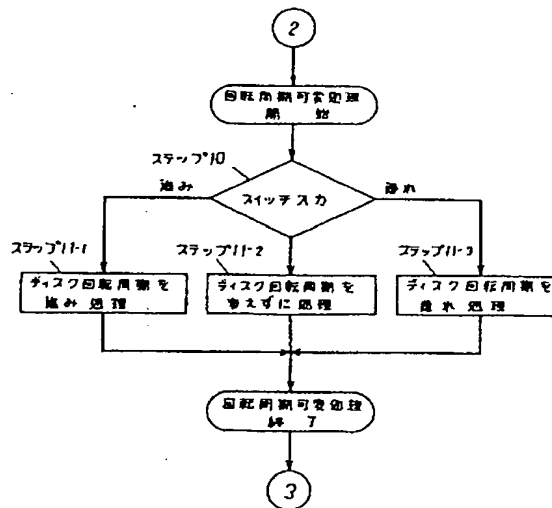 2
回転周期可変処理
開始
ステップ10
進み
遅れ
スイッチ入力
ステップ11-1
ステップ11-2
ステップ11-3
ディスク回転周期を
進み処理
ディスク回転周期を
変えずに処理
ディスク回転周期を
遅れ処理
回転周期可変処理
終了
3